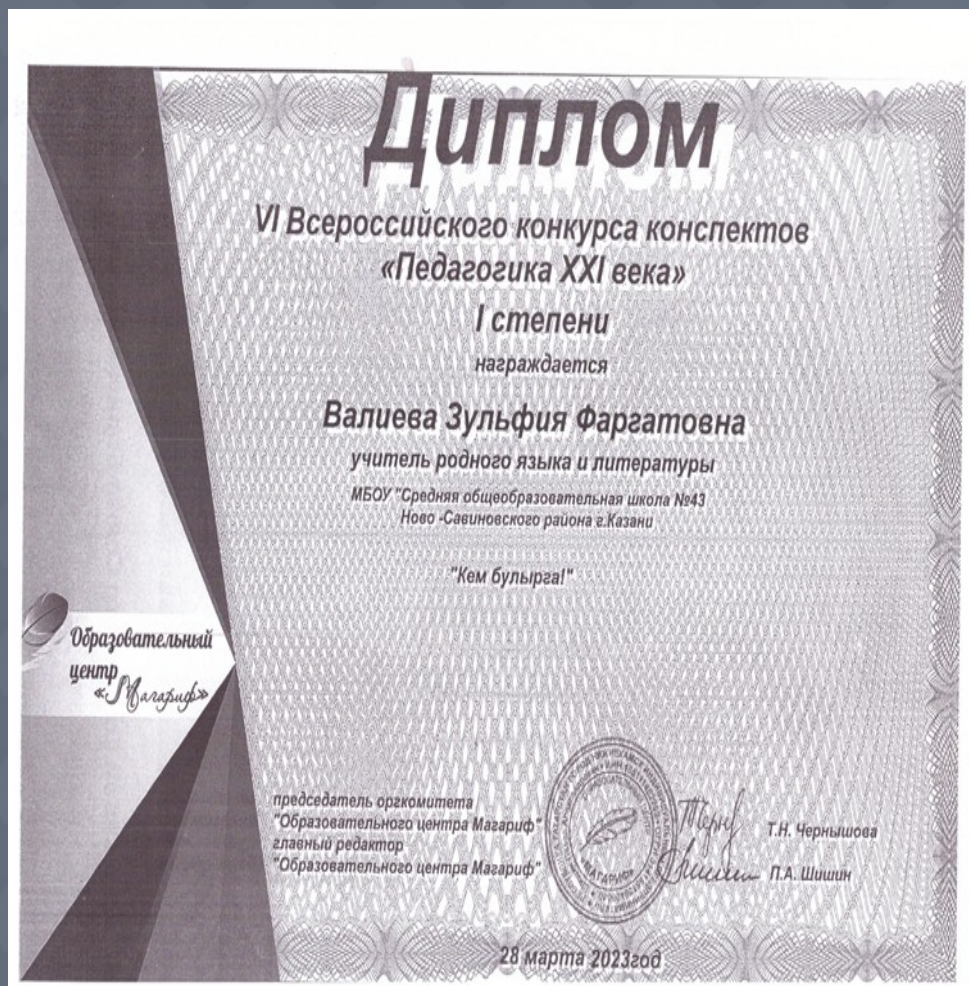 Диплом
VI Всероссийского конкурса конспектов
«Педагогика XXI века»
I степени
награждается
Валиева Зульфия Фаргатовна
учитель родного языка и литературы
МБОУ "Средняя общеобразовательная школа №43
Ново -Савиновского района г.Казани
"Кем булырга!"
Образовательный
центр
«Магариф»
председатель оргкомитета
"Образовательного центра Магариф"
главный редактор
"Образовательного центра Магариф"
«МАГАРИФ»
Т.Н. Чернышова
П.А. Шишин
28 марта 2023год